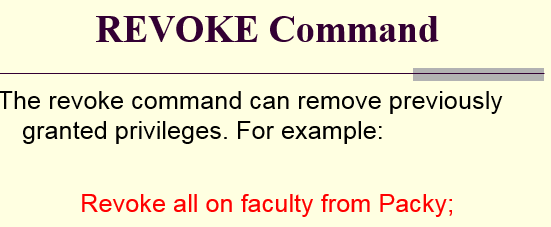 REVOKE Command
The revoke command can remove previously
granted privileges. For example:
Revoke all on faculty from Packy;